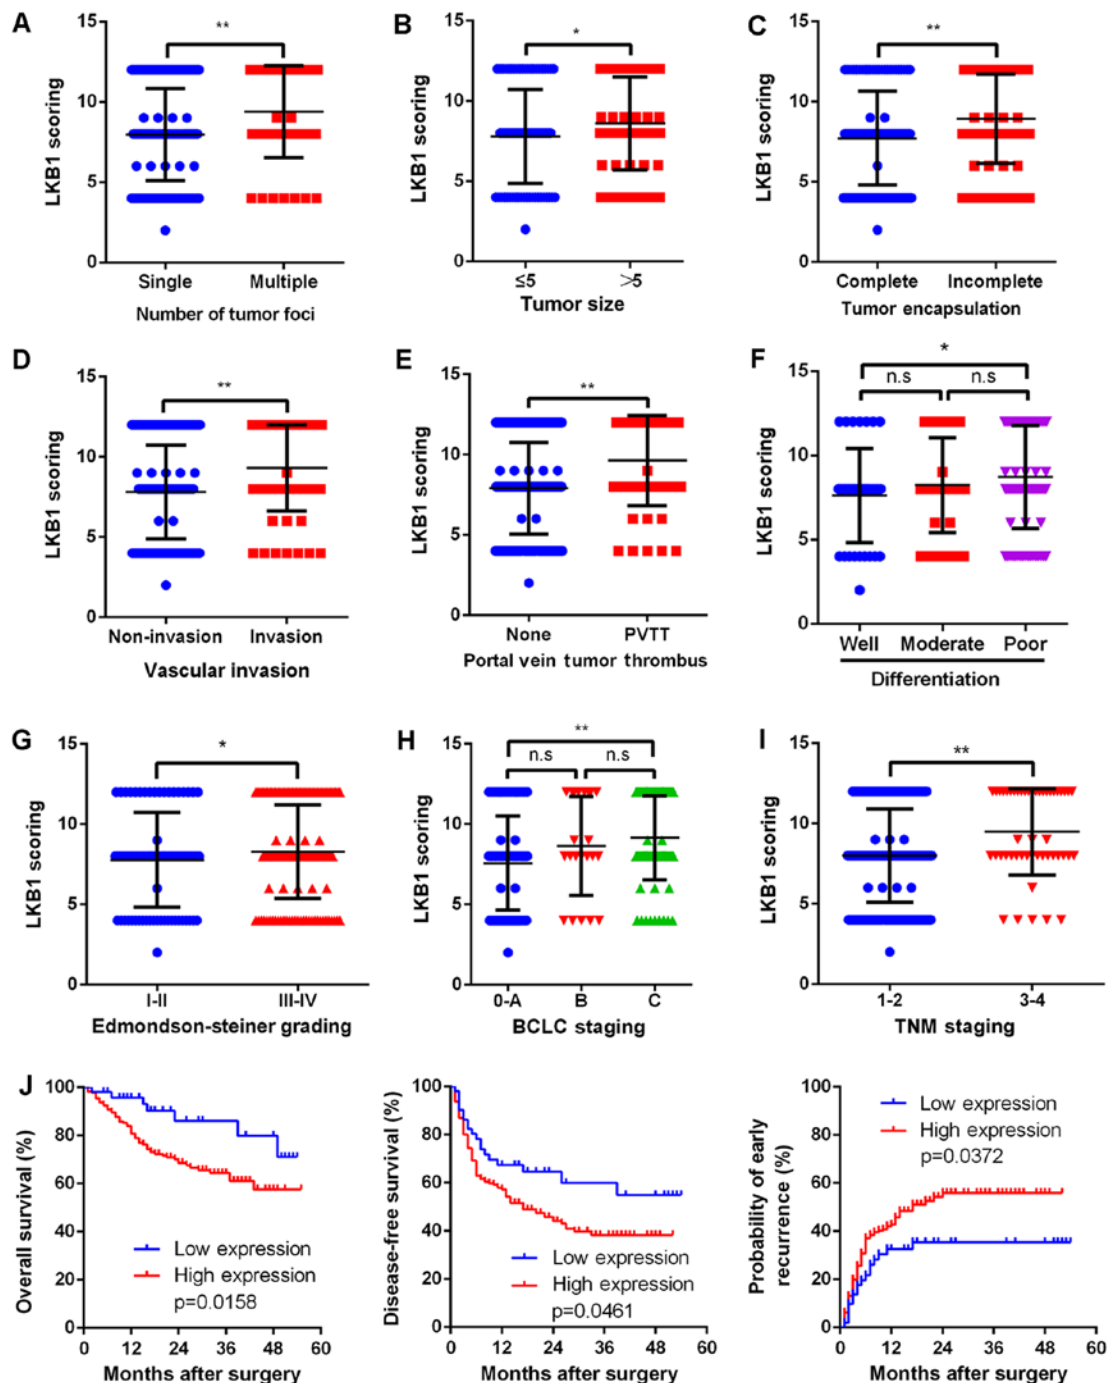 A
15
10
5
0
LKB1 scoring
**
Single
Multiple
Number of tumor foci
B
15
10
5
0
LKB1 scoring
*
≤5
>5
Tumor size
C
15
10
5
0
LKB1 scoring
**
Complete
Incomplete
Tumor encapsulation
D
15
10
5
0
LKB1 scoring
**
Non-invasion
Invasion
Vascular invasion
E
15
10
5
0
LKB1 scoring
**
None
PVTT
Portal vein tumor thrombus
F
15
10
5
0
LKB1 scoring
*
n.s
n.s
Well
Moderate
Poor
Differentiation
G
15
10
5
0
LKB1 scoring
*
I-II
III-IV
Edmondson-steiner grading
H
15
10
5
0
LKB1 scoring
**
n.s
n.s
0-A
B
C
BCLC staging
I
15
10
5
0
LKB1 scoring
**
1-2
3-4
TNM staging
J
100
80
60
40
20
0
Overall survival (%)
Low expression
High expression
p=0.0158
0 12 24 36 48 60
Months after surgery
100
80
60
40
20
0
Disease-free survival (%)
Low expression
High expression
p=0.0461
0 12 24 36 48 60
Months after surgery
100
80
60
40
20
0
Probability of early
recurrence (%)
Low expression
High expression
p=0.0372
0 12 24 36 48 60
Months after surgery